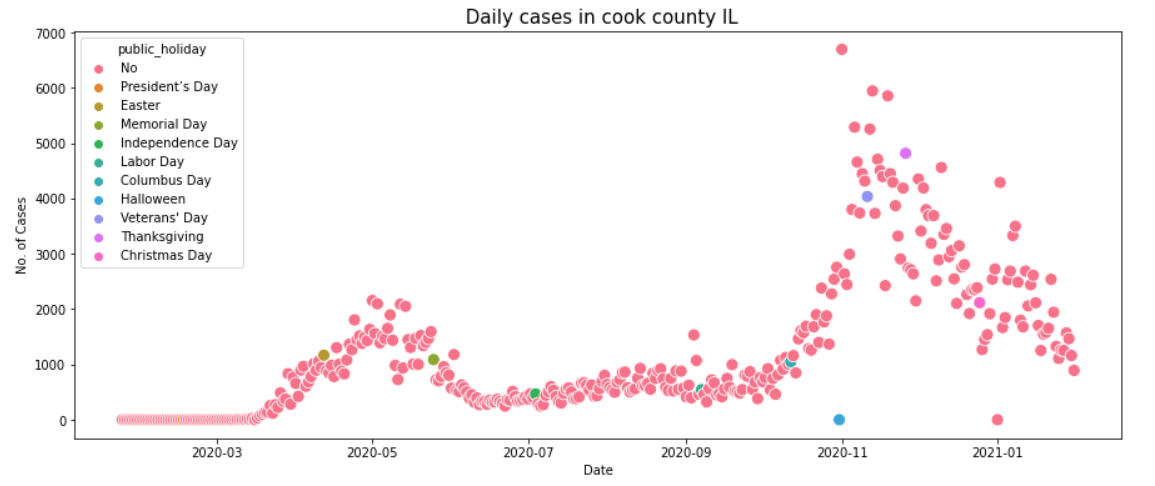 Daily cases in cook county IL
7000
6000
5000
4000
3000
2000
1000
0
No. of Cases
public_holiday
No
President’s Day
Easter
Memorial Day
Independence Day
Labor Day
Columbus Day
Halloween
Veterans' Day
Thanksgiving
Christmas Day
2020-03
2020-05
2020-07
2020-09
2020-11
2021-01
Date